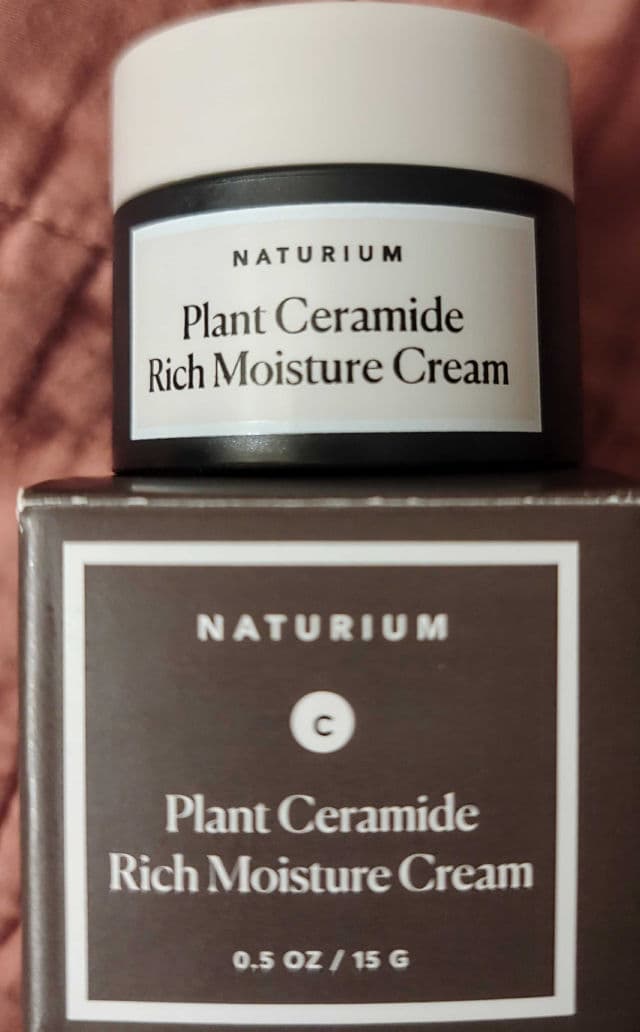 NATURIUM
Plant Ceramide
Rich Moisture Cream
NATURIUM
C
Plant Ceramide
Rich Moisture Cream
0.5 OZ / 15 G